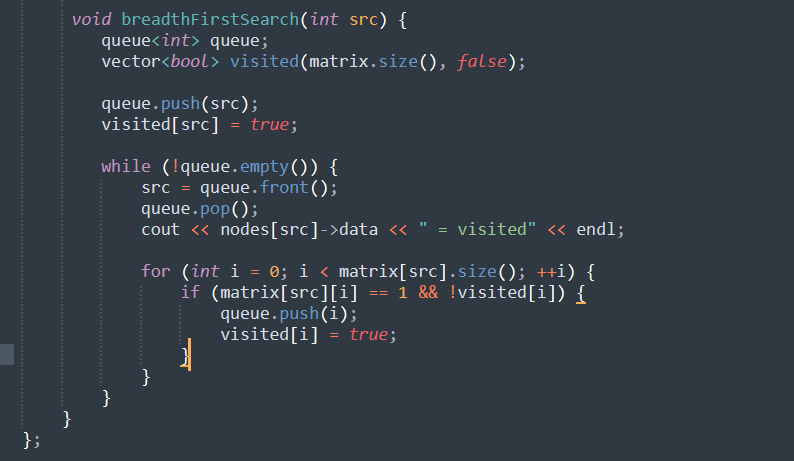 void breadthFirstSearch(int src) {
queue<int> queue;
vector<bool> visited(matrix.size(), false);
queue.push(src);
visited[src] = true;
while (!queue.empty()) {
src = queue.front();
queue.pop();
cout << nodes[src]->data << " = visited" << endl;
for (int i = 0; i < matrix[src].size(); ++i) {
if (matrix[src][i] == 1 && !visited[i]) {
queue.push(i);
visited[i] = true;
}
}
}
}
};